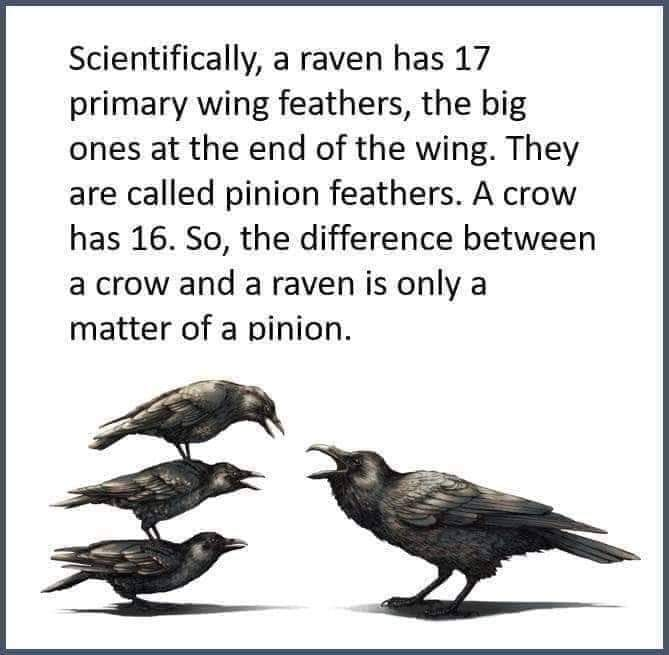 Scientifically, a raven has 17
primary wing feathers, the big
ones at the end of the wing. They
are called pinion feathers. A crow
has 16. So, the difference between
a crow and a raven is only a
matter of a pinion.